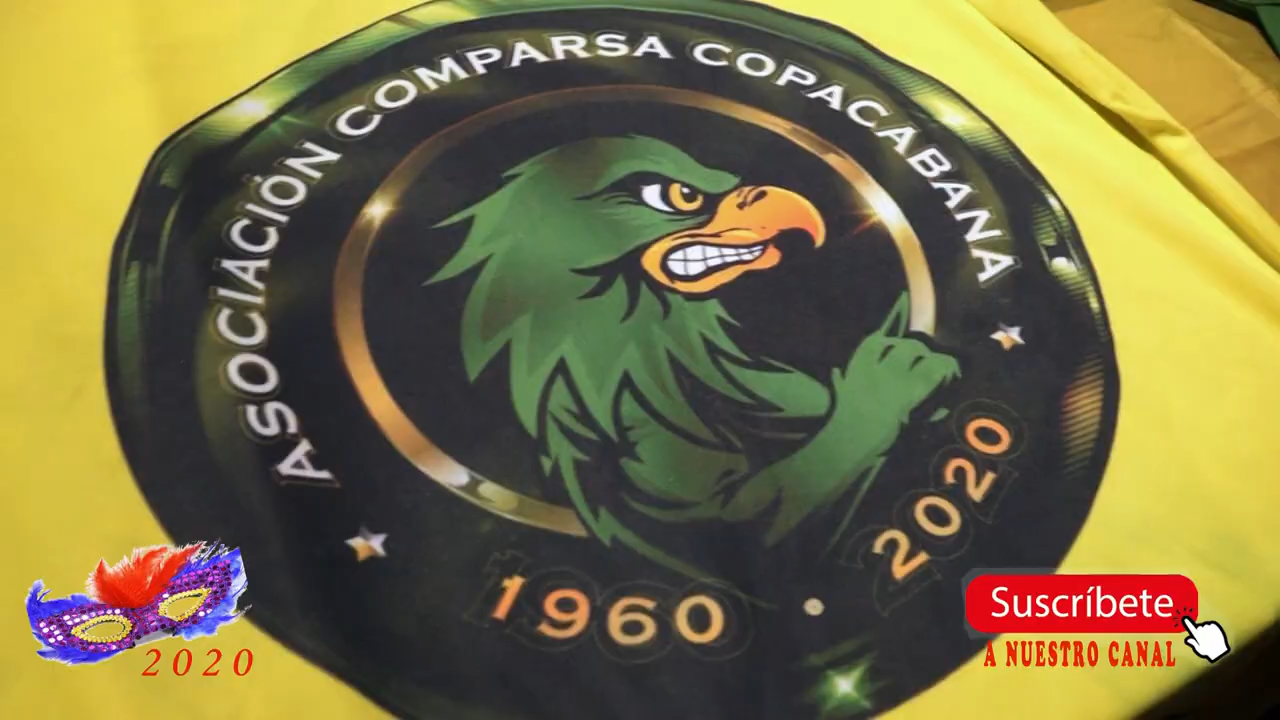 ASOCIACIÓN COMPARSA COPACABANA
1960 • 2020
2020
Suscríbete
A NUESTRO CANAL